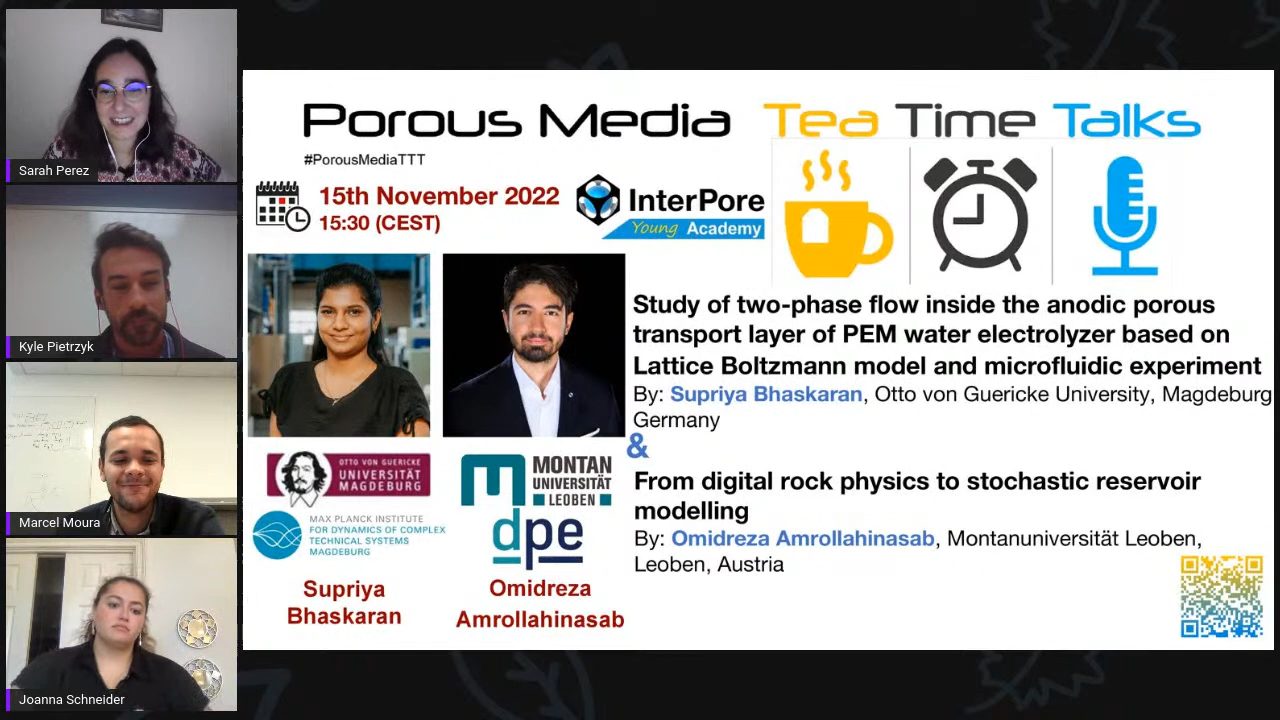 Sarah Perez
Kyle Pietrzyk
Marcel Moura
Joanna Schneider
Porous Media Tea Time Talks
#PorousMediaTTT
15th November 2022
15:30 (CEST)
InterPore
Young Academy
Study of two-phase flow inside the anodic porous
transport layer of PEM water electrolyzer based on
Lattice Boltzmann model and microfluidic experiment
By: Supriya Bhaskaran, Otto von Guericke University, Magdeburg
Germany
&
From digital rock physics to stochastic reservoir
modelling
By: Omidreza Amrollahinasab, Montanuniversität Leoben,
Leoben, Austria
OTTO VON GUERICKE
UNIVERSITÄT
MAGDEBURG
MAX PLANCK INSTITUTE
FOR DYNAMICS OF COMPLEX
TECHNICAL SYSTEMS
MAGDEBURG
Supriya
Bhaskaran
MONTAN
UNIVERSITÄT
LEOBEN
dpe
Omidreza
Amrollahinasab